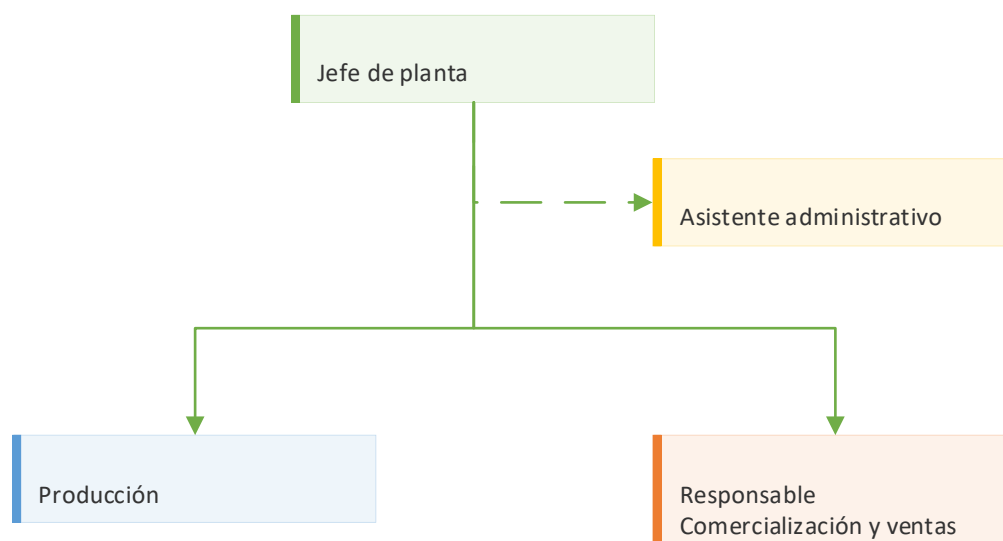 Jefe de planta
Asistente administrativo
Producción
Responsable
Comercialización y ventas